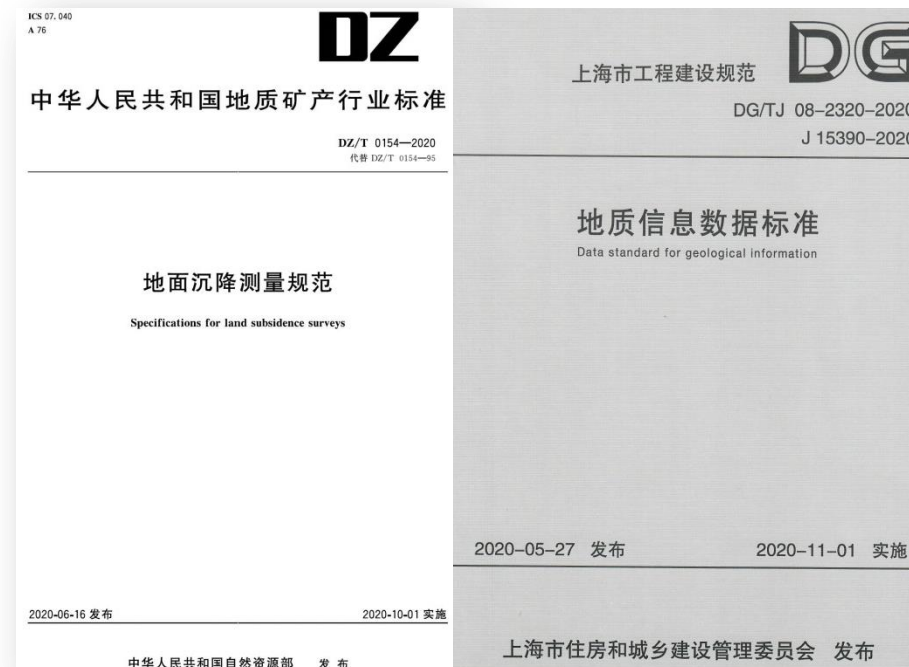 ICS 07.040
A 76
DZ
中华人民共和国地质矿产行业标准
DZ/T 0154—2020
代替 DZ/T 0154—95
地面沉降测量规范
Specifications for land subsidence surveys
2020-06-16 发布
2020-10-01 实施
中华人民共和国自然资源部 发 布
上海市工程建设规范
DG
DG/TJ 08-2320-2020
J 15390-2020
地质信息数据标准
Data standard for geological information
2020-05-27 发布
2020-11-01 实施
上海市住房和城乡建设管理委员会 发布